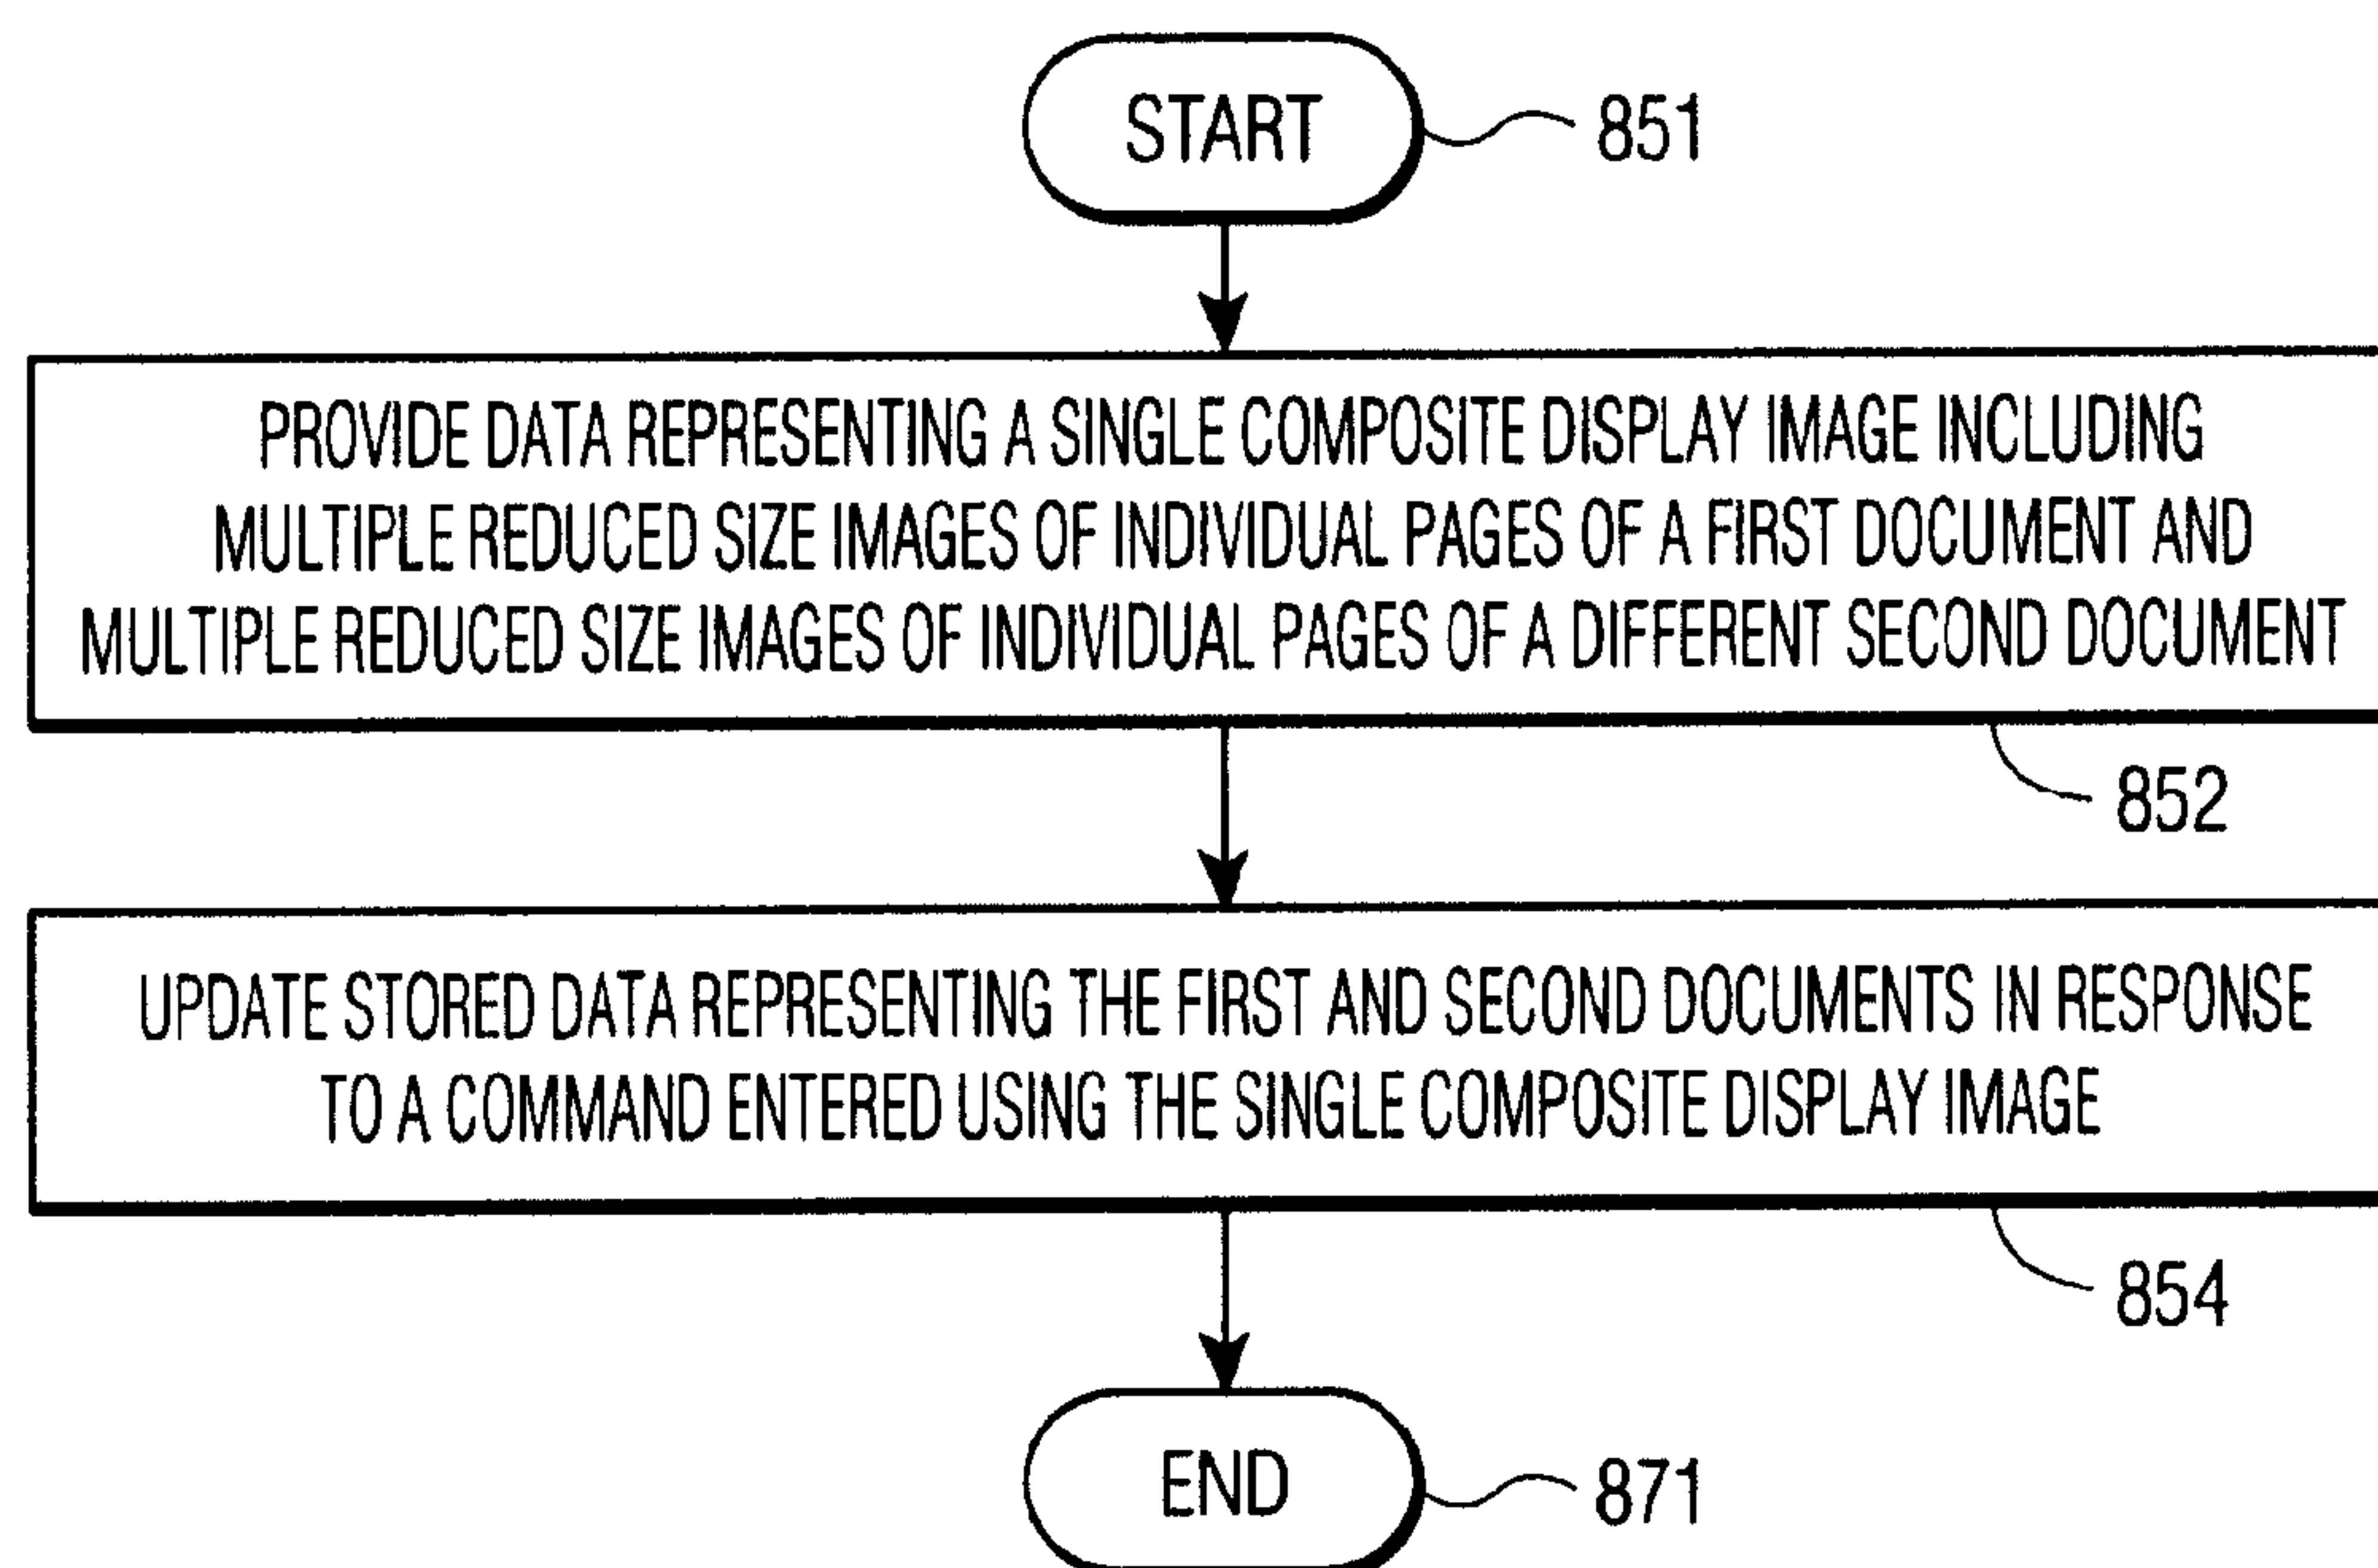 START
851
PROVIDE DATA REPRESENTING A SINGLE COMPOSITE DISPLAY IMAGE INCLUDING
MULTIPLE REDUCED SIZE IMAGES OF INDIVIDUAL PAGES OF A FIRST DOCUMENT AND
MULTIPLE REDUCED SIZE IMAGES OF INDIVIDUAL PAGES OF A DIFFERENT SECOND DOCUMENT
852
UPDATE STORED DATA REPRESENTING THE FIRST AND SECOND DOCUMENTS IN RESPONSE
TO A COMMAND ENTERED USING THE SINGLE COMPOSITE DISPLAY IMAGE
854
END
871